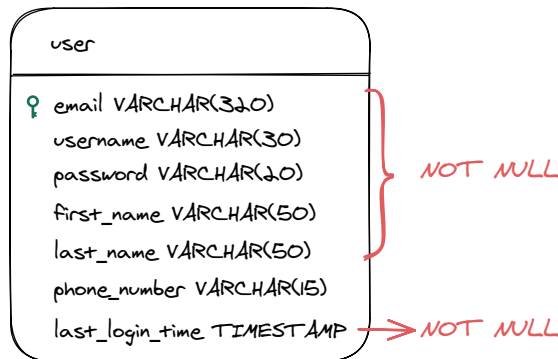 user
email VARCHAR(320)
username VARCHAR(30)
password VARCHAR(20)
NOT NULL
first_name VARCHAR(50)
last_name VARCHAR(50)
phone_number VARCHAR(15)
last_login_time TIMESTAMP
NOT NULL